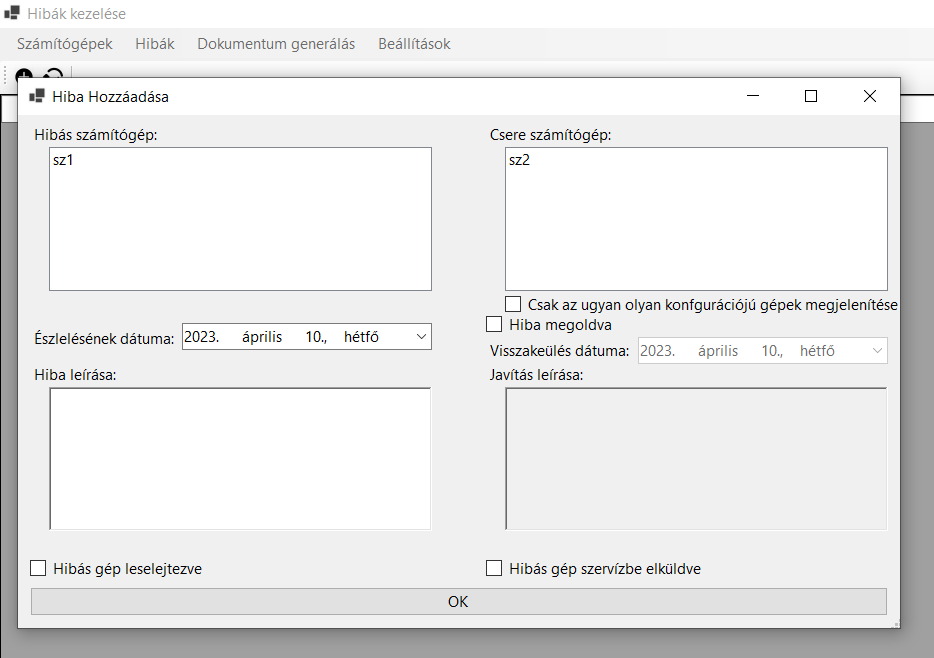 Hibák kezelése
Számítógépek Hibák Dokumentum generálás Beállítások
Hiba Hozzáadása
Hibás számítógép:
sz1
Csere számítógép:
sz2
Csak az ugyan olyan konfgurációjú gépek megjelenítése
Hiba megoldva
Észlelésének dátuma: 2023. április 10., hétfő
Visszakeülés dátuma: 2023. április 10., hétfő
Hiba leírása:
Javítás leírása:
Hibás gép leselejtezve
Hibás gép szervízbe elküldve
OK